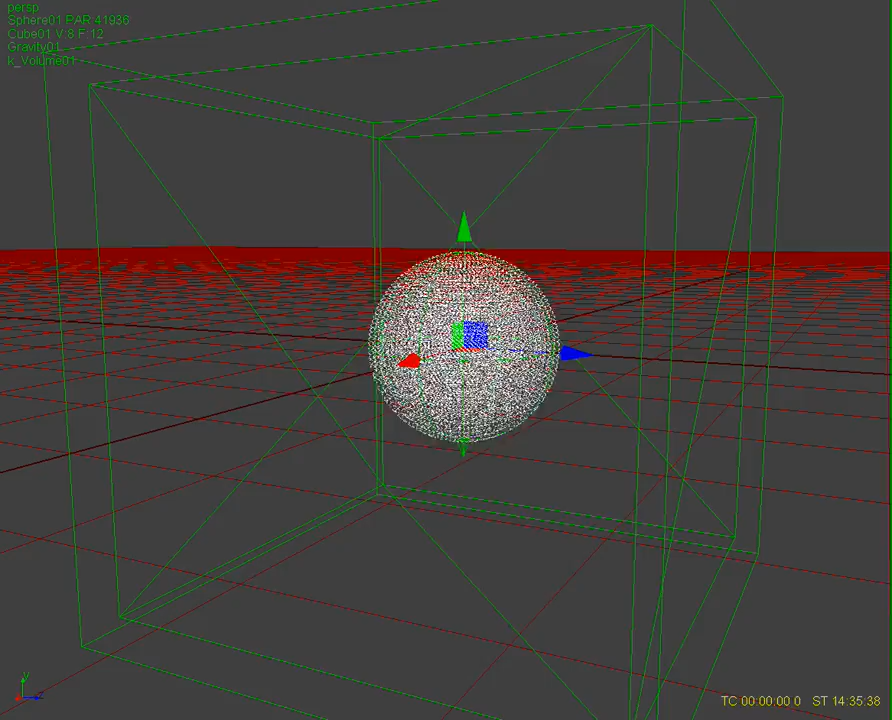 persp
Sphere01 PAR:41936
Cube01 V:8 F:12
Gravity01
k_Volume01
y
z
TC 00:00:00 0 ST 14:35:38